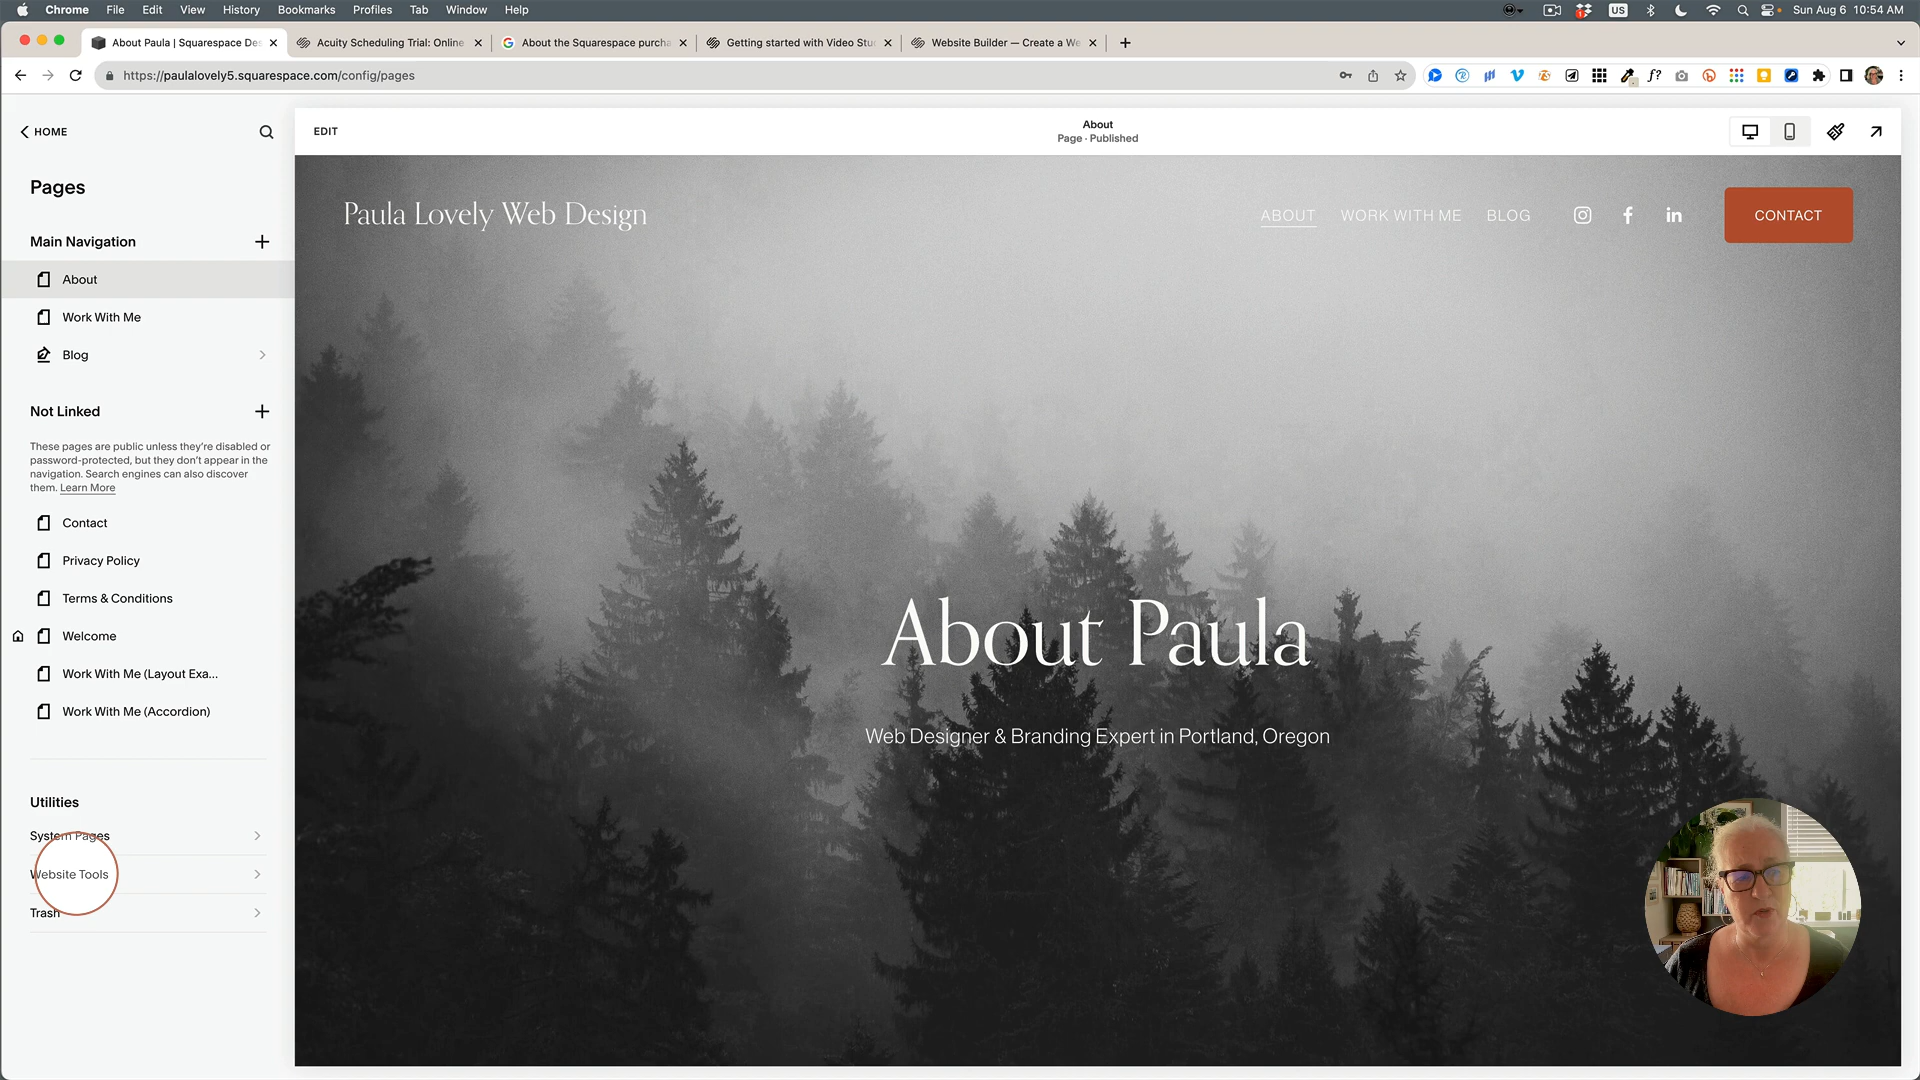 Chrome File Edit View History Bookmarks Profiles Tab Window Help
US Sun Aug 6 10:54 AM
About Paula | Squarespace Des
Acuity Scheduling Trial: Online
About the Squarespace purcha
Getting started with Video Stud
Website Builder — Create a We
https://paulalovely5.squarespace.com/config/pages
HOME
EDIT
About
Page · Published
Pages
Main Navigation
About
Work With Me
Blog
Not Linked
These pages are public unless they're disabled or
password-protected, but they don't appear in the
navigation. Search engines can also discover
them. Learn More
Contact
Privacy Policy
Terms & Conditions
Welcome
Work With Me (Layout Exa...
Work With Me (Accordion)
Utilities
System Pages
Website Tools
Trash
Paula Lovely Web Design
ABOUT WORK WITH ME BLOG
CONTACT
About Paula
Web Designer & Branding Expert in Portland, Oregon